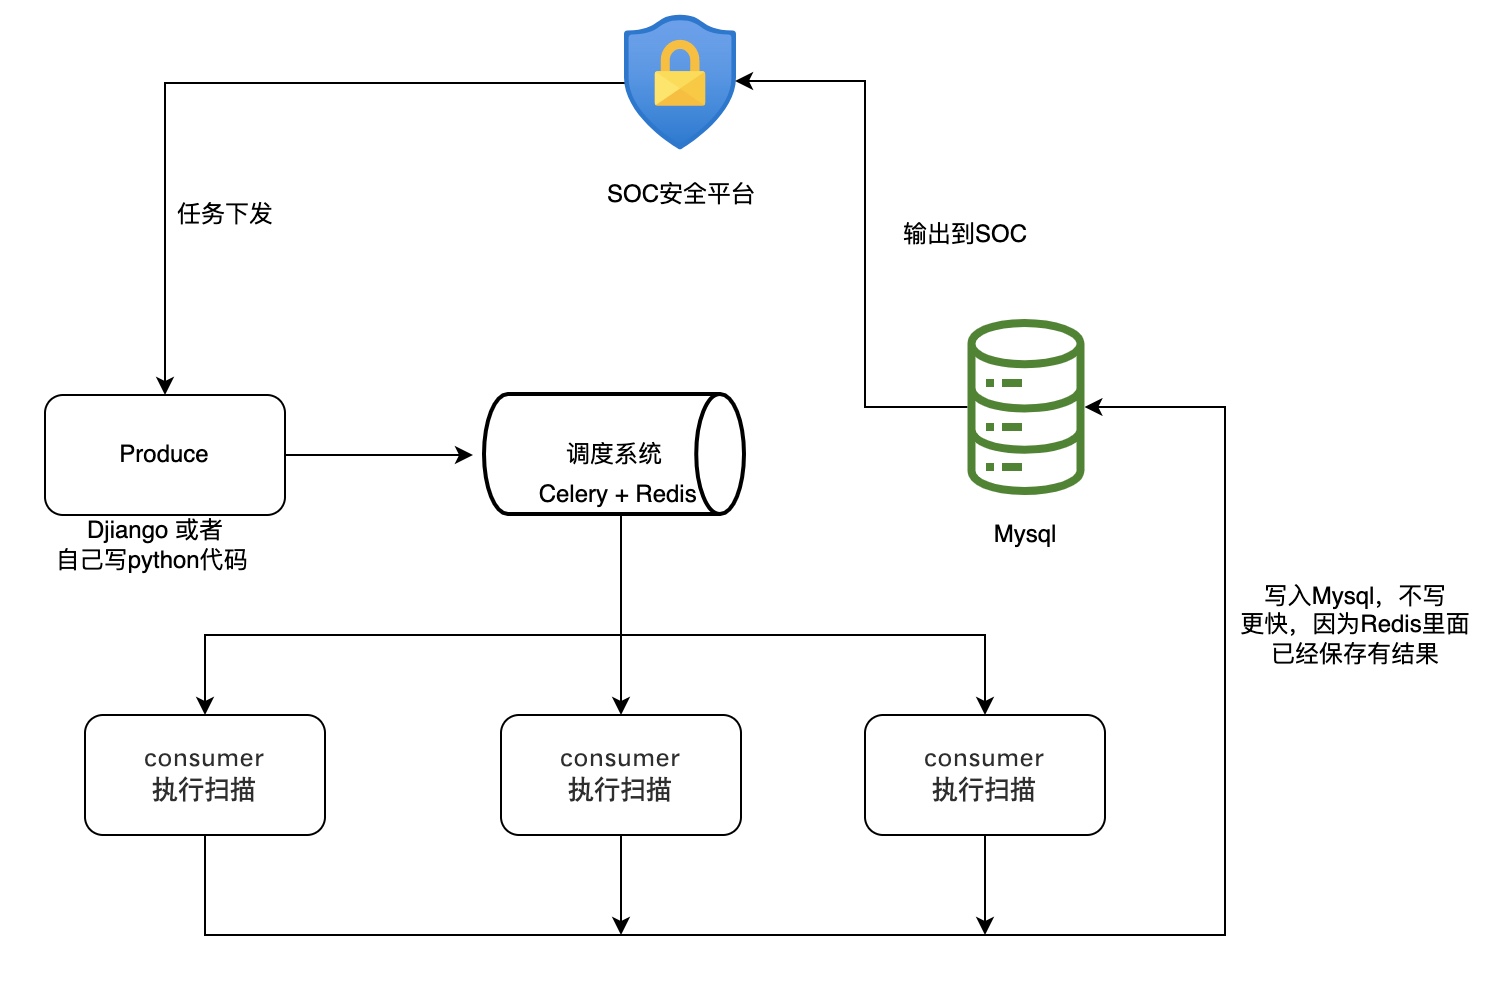 SOC安全平台
任务下发
输出到SOC
Produce
Djiango 或者
自己写python代码
调度系统
Celery + Redis
Mysql
写入Mysql，不写
更快，因为Redis里面
已经保存有结果
consumer
执行扫描
consumer
执行扫描
consumer
执行扫描